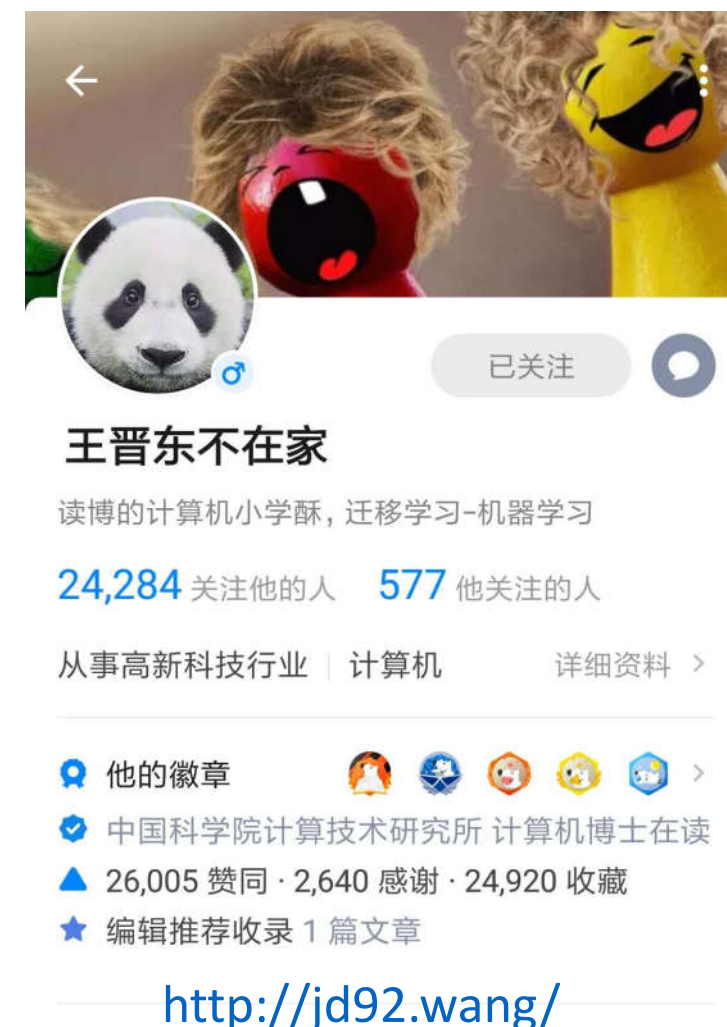 已关注
王晋东不在家
读博的计算机小学酥, 迁移学习-机器学习
24,284 关注他的人 577 他关注的人
从事高新科技行业 计算机 详细资料 >
他的徽章 >
中国科学院计算技术研究所 计算机博士在读
26,005 赞同 · 2,640 感谢 · 24,920 收藏
编辑推荐收录 1 篇文章
http://jd92.wang/